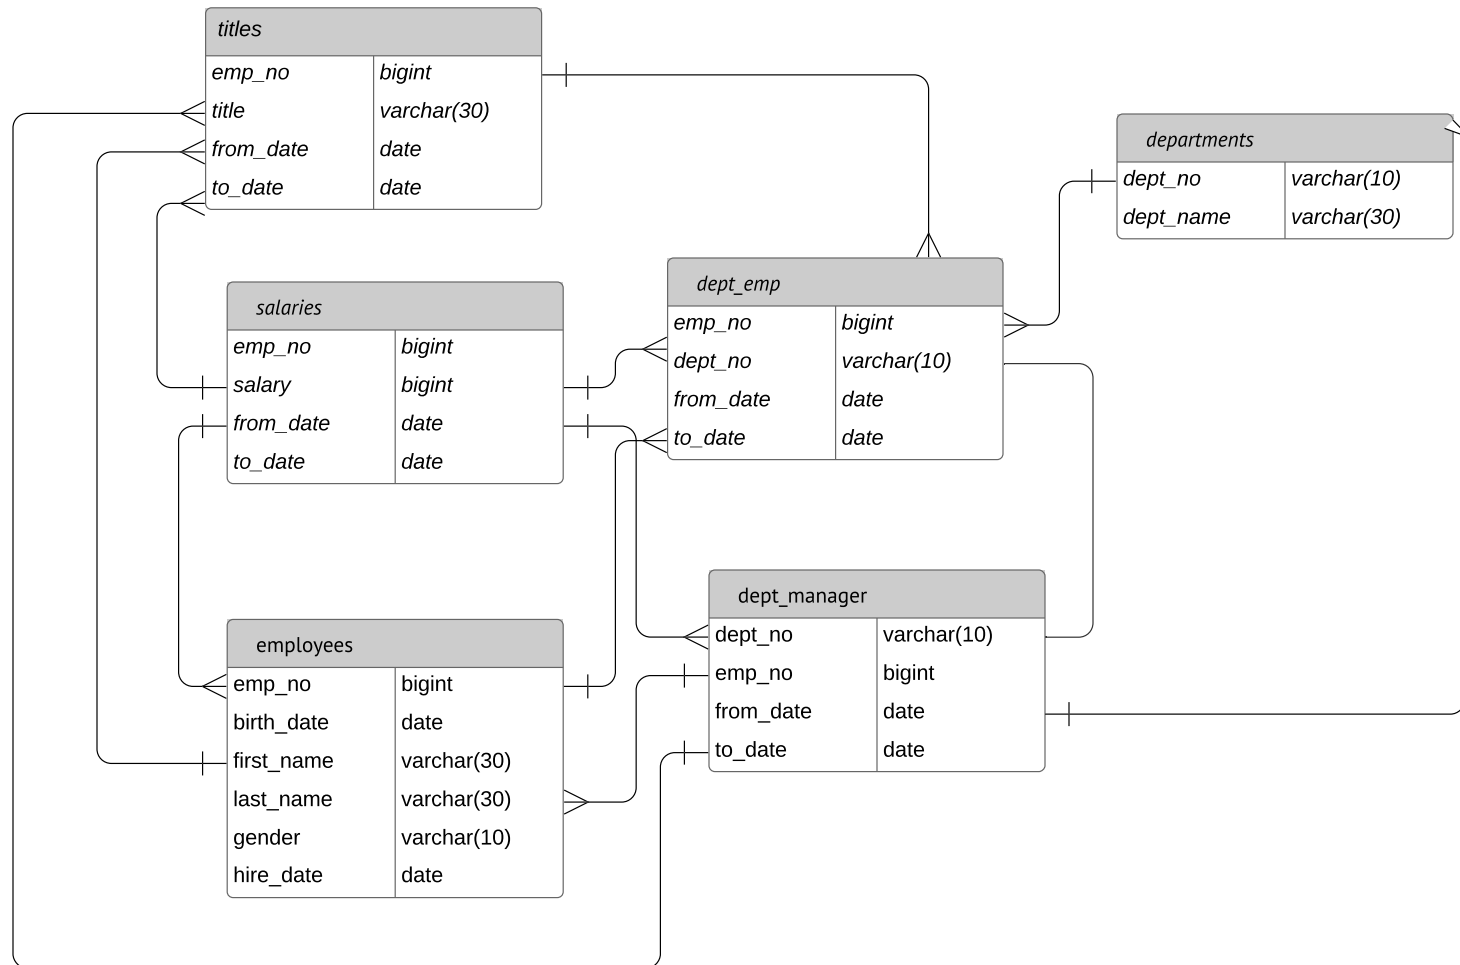 titles
emp_no bigint
title varchar(30)
from_date date
to_date date
departments
dept_no varchar(10)
dept_name varchar(30)
dept_emp
emp_no bigint
dept_no varchar(10)
from_date date
to_date date
salaries
emp_no bigint
salary bigint
from_date date
to_date date
dept_manager
dept_no varchar(10)
emp_no bigint
from_date date
to_date date
employees
emp_no bigint
birth_date date
first_name varchar(30)
last_name varchar(30)
gender varchar(10)
hire_date date